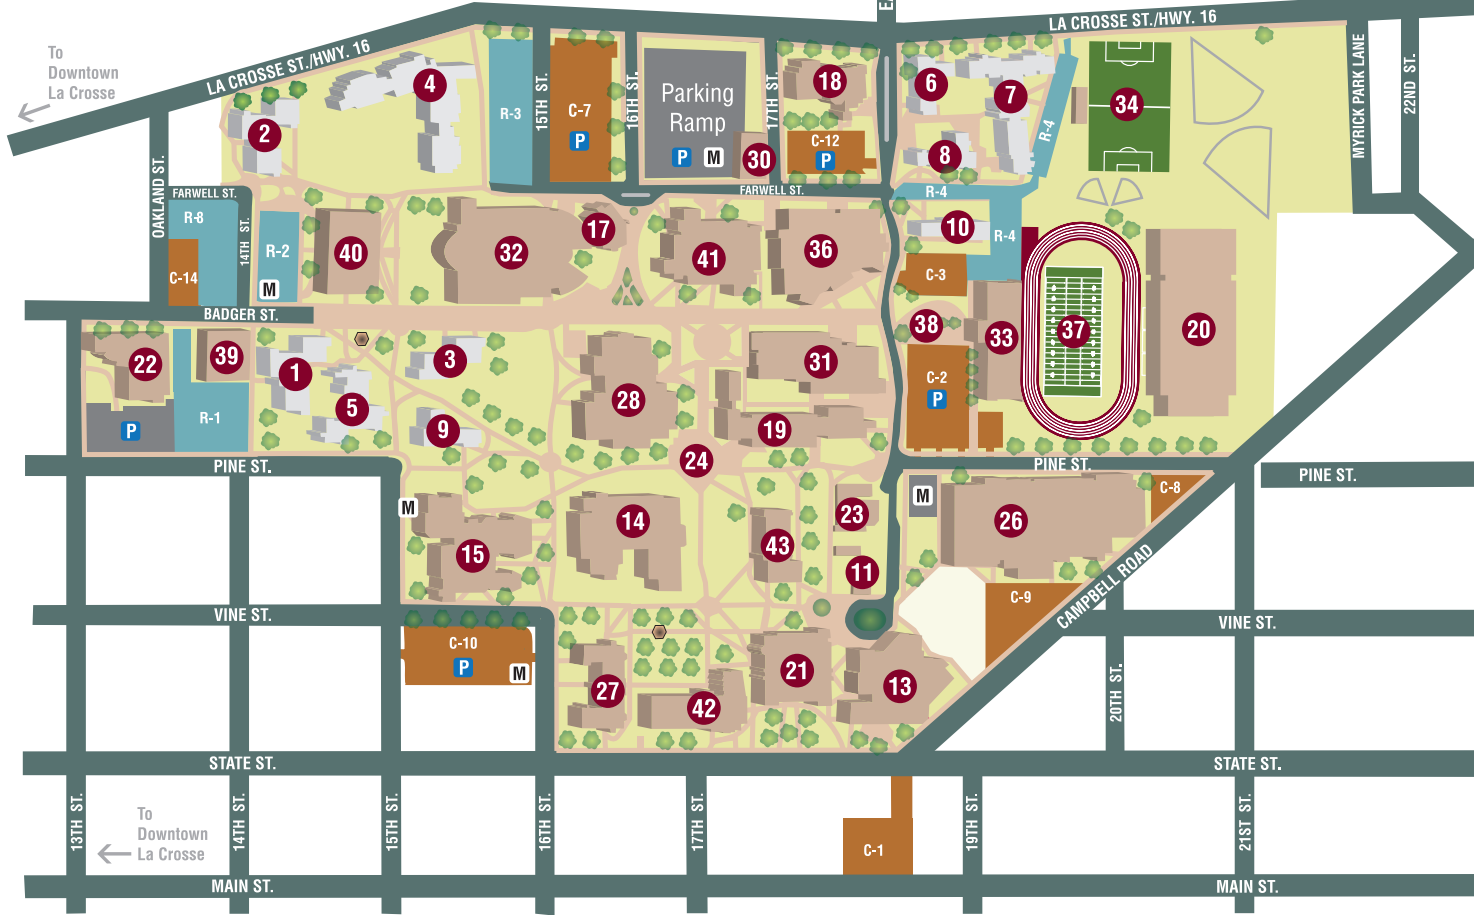 EA
LA CROSSE ST./HWY. 16
LA CROSSE ST./HWY. 16
To
Downtown
La Crosse
4
2
R-3
15TH ST.
C-7
P
16TH ST.
Parking
Ramp
P
M
30
17TH ST.
18
C-12
P
6
7
8
R-4
34
MYRICK PARK LANE
22ND ST.
OAKLAND ST.
FARWELL ST.
FARWELL ST.
R-4
R-8
C-14
14TH ST.
R-2
M
40
32
17
41
36
10
R-4
C-3
BADGER ST.
22
39
1
5
3
9
28
31
19
24
38
33
37
20
C-2
P
P
R-1
PINE ST.
PINE ST.
PINE ST.
M
15
14
43
23
11
M
26
C-8
C-9
CAMPBELL ROAD
VINE ST.
VINE ST.
C-10
P
M
27
42
21
13
20TH ST.
STATE ST.
STATE ST.
13TH ST.
14TH ST.
15TH ST.
16TH ST.
17TH ST.
19TH ST.
21ST ST.
To
Downtown
La Crosse
C-1
MAIN ST.
MAIN ST.